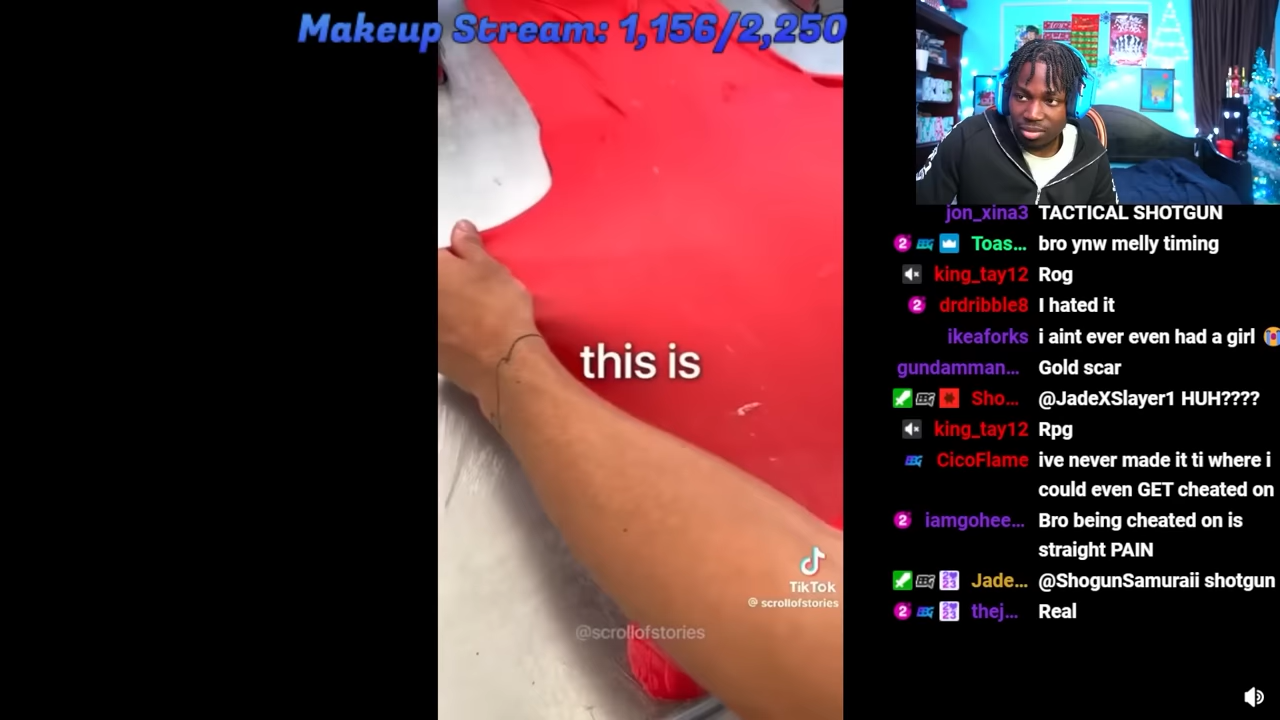 Makeup Stream: 1,156/2,250
this is
TikTok
@ scrollofstories
@scrollofstories
jon_xina3 TACTICAL SHOTGUN
Toas… bro ynw melly timing
king_tay12 Rog
drdribble8 I hated it
ikeaforks i aint ever even had a girl 😭
gundamman… Gold scar
Sho… @JadeXSlayer1 HUH????
king_tay12 Rpg
CicoFlame ive never made it ti where i
could even GET cheated on
iamgohee… Bro being cheated on is
straight PAIN
Jade… @ShogunSamuraii shotgun
thej… Real